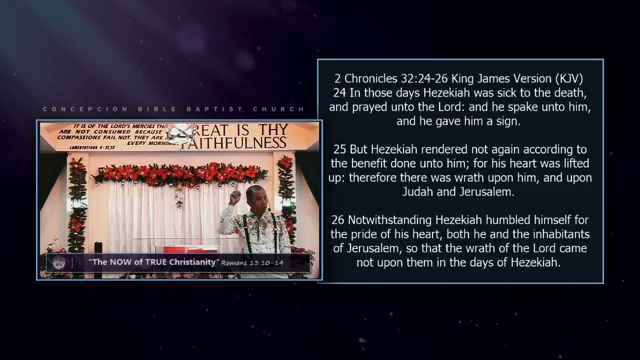 CONCEPCION BIBLE BAPTIST CHURCH
IT IS OF THE LORD'S MERCIES THAT WE
ARE NOT CONSUMED BECAUSE
COMPASSIONS FAIL NOT. THEY ARE
EVERY MORNING
LAMENTATIONS 3:22,23
GREAT IS THY
FAITHFULNESS
"The NOW of TRUE Christianity" Romans 13:10-14
2 Chronicles 32:24-26 King James Version (KJV)
24 In those days Hezekiah was sick to the death,
and prayed unto the Lord: and he spake unto him,
and he gave him a sign.
25 But Hezekiah rendered not again according to
the benefit done unto him; for his heart was lifted
up: therefore there was wrath upon him, and upon
Judah and Jerusalem.
26 Notwithstanding Hezekiah humbled himself for
the pride of his heart, both he and the inhabitants
of Jerusalem, so that the wrath of the Lord came
not upon them in the days of Hezekiah.